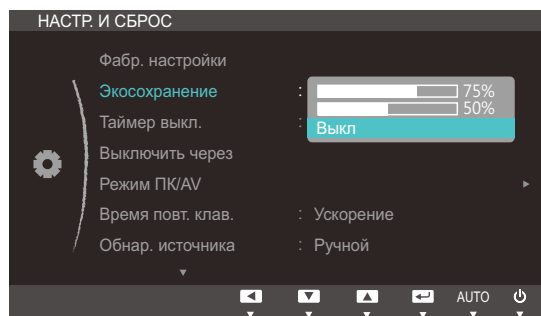 НАСТР. И СБРОС
Фабр. настройки
Экосохранение :
75%
50%
Выкл
Таймер выкл. :
Выключить через
Режим ПК/AV
Время повт. клав. : Ускорение
Обнар. источника : Ручной
AUTO